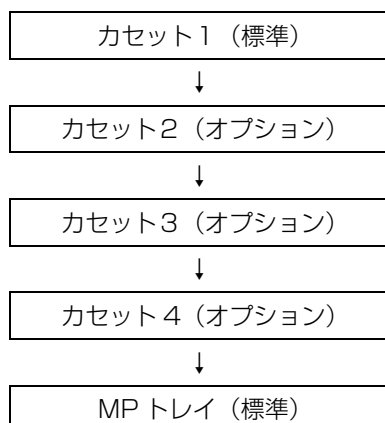 カセット1（標準）
↓
カセット2（オプション）
↓
カセット3（オプション）
↓
カセット4（オプション）
↓
MP トレイ（標準）